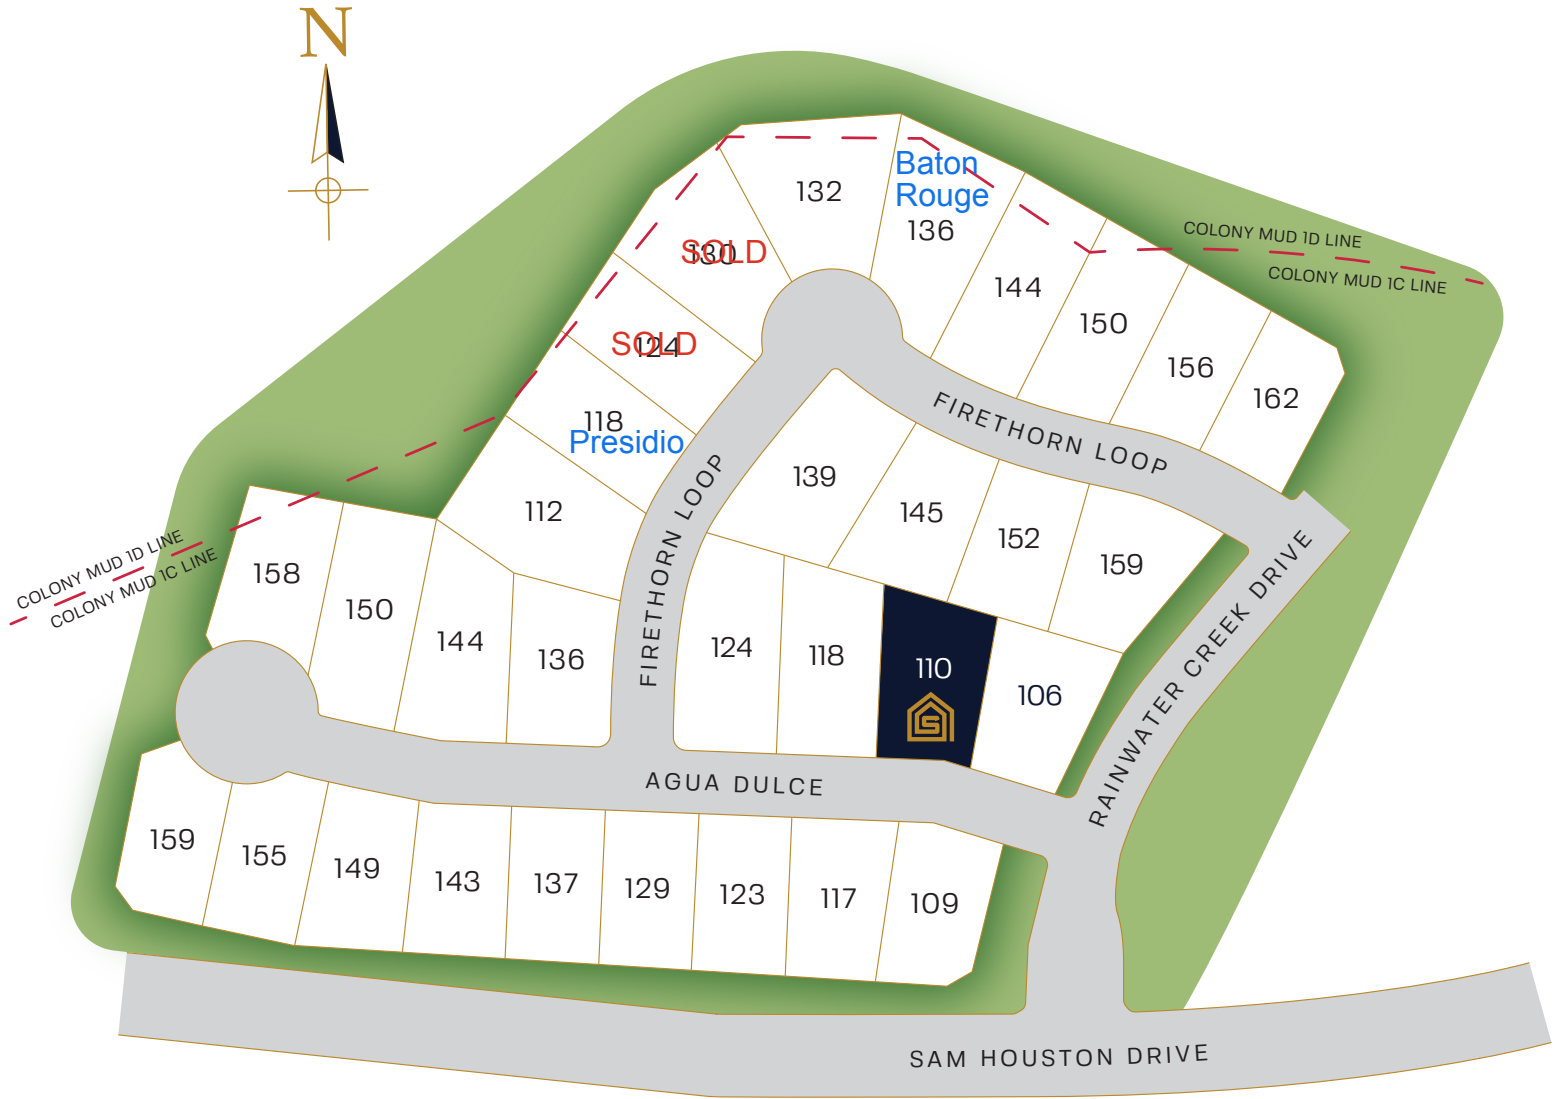 N
Baton
Rouge
132
136
SOLD
130
COLONY MUD 1D LINE
COLONY MUD 1C LINE
144
150
SOLD
124
156
162
118
Presidio
FIRETHORN LOOP
139
145
112
152
159
FIRETHORN LOOP
COLONY MUD 1D LINE
COLONY MUD 1C LINE
158
150
144
136
124
118
110
106
RAINWATER CREEK DRIVE
AGUA DULCE
159
155
149
143
137
129
123
117
109
SAM HOUSTON DRIVE